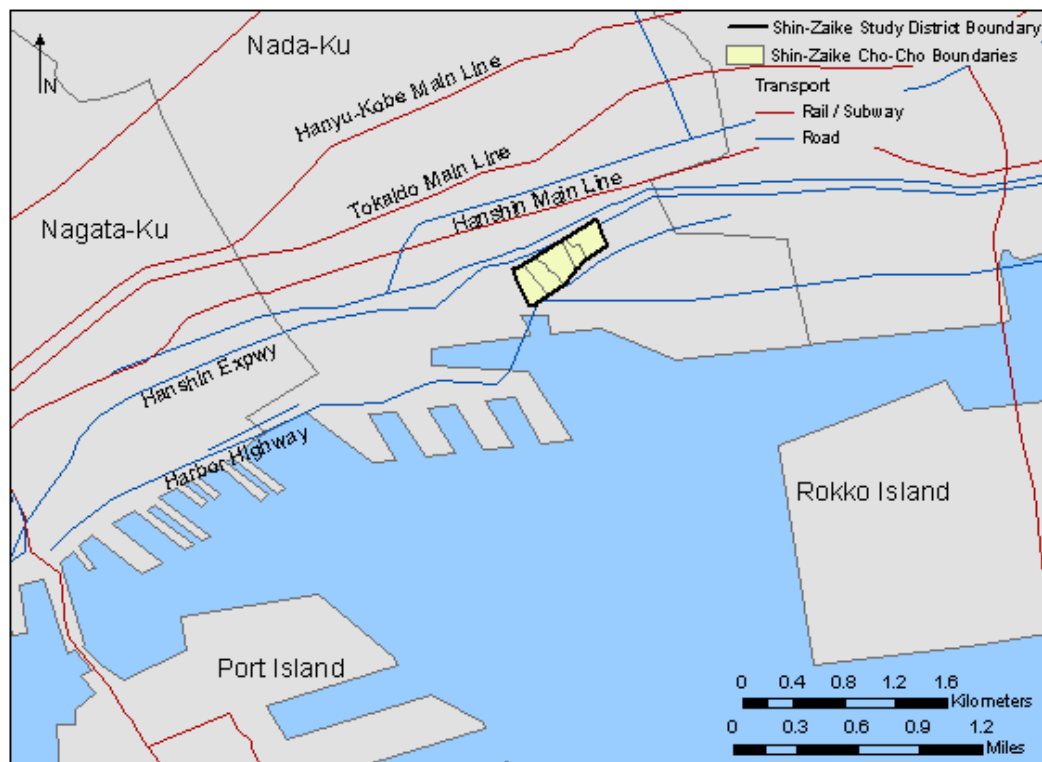 Nada-Ku
Shin-Zaike Study District Boundary
Shin-Zaike Cho-Cho Boundaries
Transport
Rail / Subway
Road
N
Hanyu-Kobe Main Line
Tokaido Main Line
Hanshin Main Line
Nagata-Ku
Hanshin Expwy
Harbor Highway
Rokko Island
Port Island
0 0.4 0.8 1.2 1.6
Kilometers
0 0.3 0.6 0.9 1.2
Miles